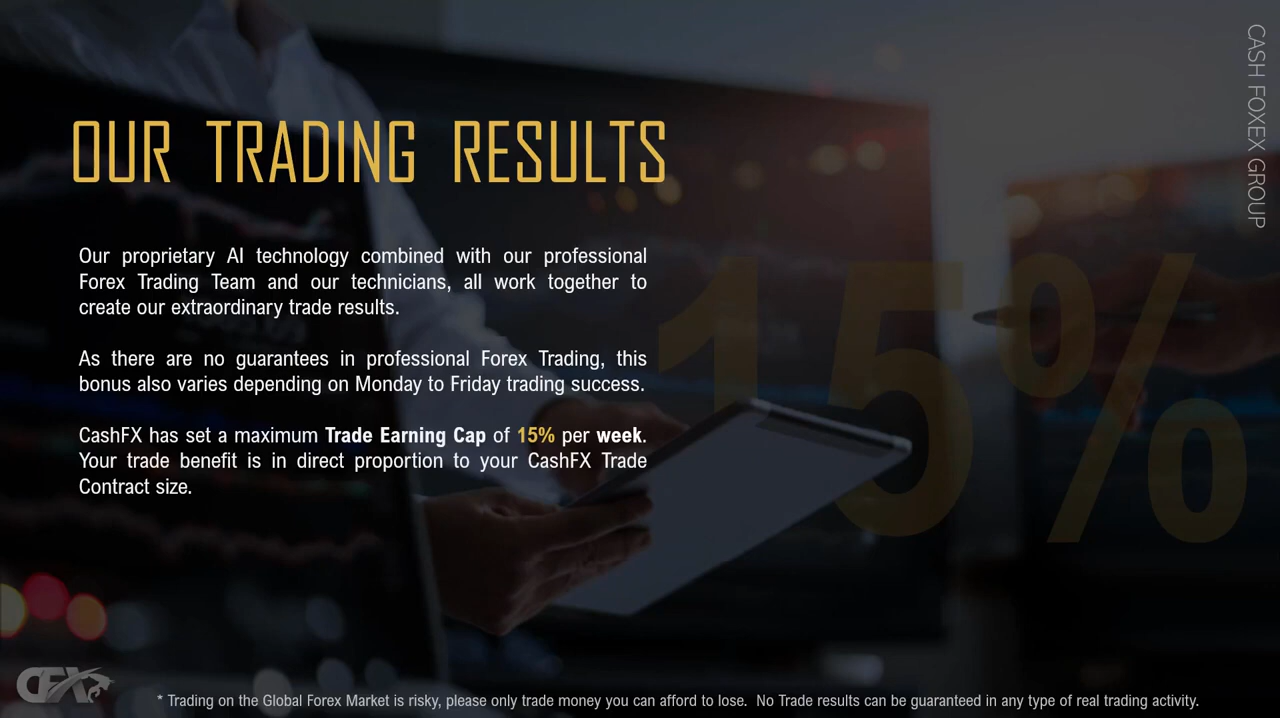 CASH FOXEX GROUP
OUR TRADING RESULTS
Our proprietary AI technology combined with our professional
Forex Trading Team and our technicians, all work together to
create our extraordinary trade results.
As there are no guarantees in professional Forex Trading, this
bonus also varies depending on Monday to Friday trading success.
CashFX has set a maximum Trade Earning Cap of 15% per week.
Your trade benefit is in direct proportion to your CashFX Trade
Contract size.
15%
CFX
* Trading on the Global Forex Market is risky, please only trade money you can afford to lose. No Trade results can be guaranteed in any type of real trading activity.